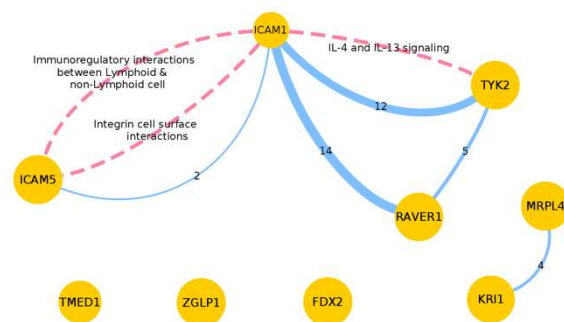 ICAM1
IL-4 and IL-13 signaling
Immunoregulatory interactions
between Lymphoid &
non-Lymphoid cell
TYK2
12
Integrin cell surface
interactions
14
5
ICAM5
2
MRPL4
RAVER1
4
TMED1
ZGLP1
FDX2
KRI1